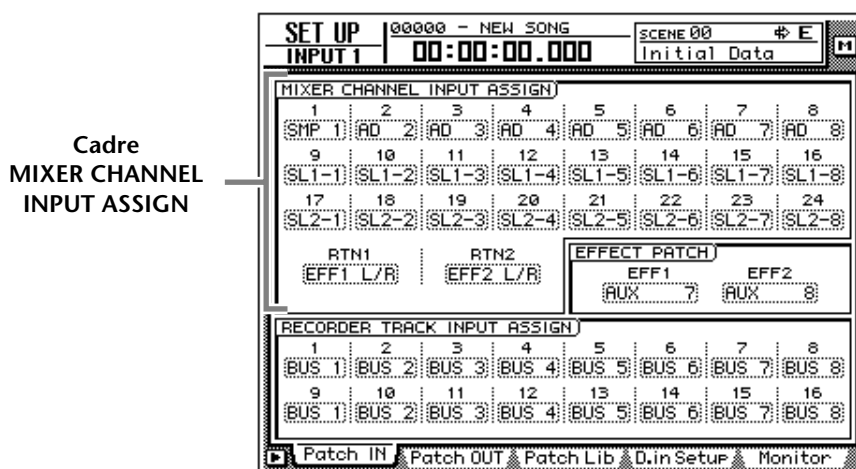 Cadre
MIXER CHANNEL
INPUT ASSIGN
SET UP
INPUT 1
00000 - NEW SONG
00:00:00.000
SCENE 00 E
Initial Data
M
MIXER CHANNEL INPUT ASSIGN
1 2 3 4 5 6 7 8
SMP 1 AD 2 AD 3 AD 4 AD 5 AD 6 AD 7 AD 8
9 10 11 12 13 14 15 16
SL1-1 SL1-2 SL1-3 SL1-4 SL1-5 SL1-6 SL1-7 SL1-8
17 18 19 20 21 22 23 24
SL2-1 SL2-2 SL2-3 SL2-4 SL2-5 SL2-6 SL2-7 SL2-8
RTN1 RTN2
EFF1 L/R EFF2 L/R
EFFECT PATCH
EFF1 EFF2
AUX 7 AUX 8
RECORDER TRACK INPUT ASSIGN
1 2 3 4 5 6 7 8
BUS 1 BUS 2 BUS 3 BUS 4 BUS 5 BUS 6 BUS 7 BUS 8
9 10 11 12 13 14 15 16
BUS 1 BUS 2 BUS 3 BUS 4 BUS 5 BUS 6 BUS 7 BUS 8
Patch IN Patch OUT Patch Lib D.in Setup Monitor